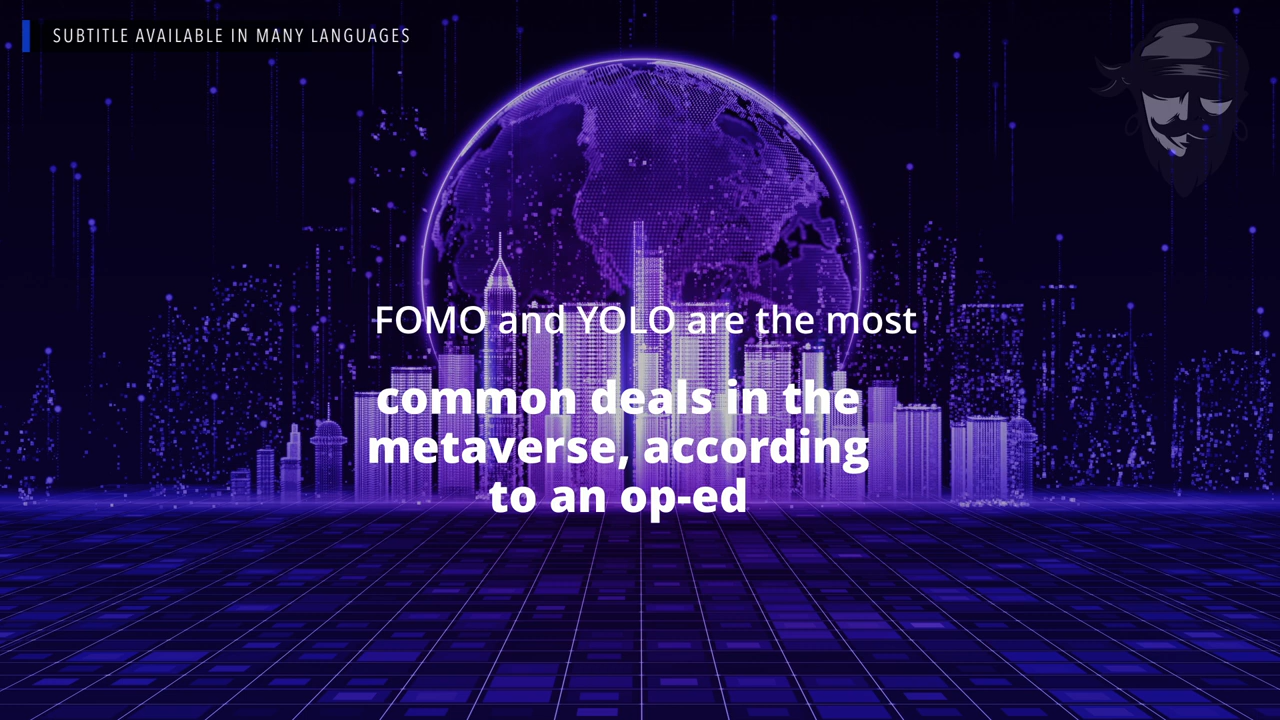 SUBTITLE AVAILABLE IN MANY LANGUAGES
FOMO and YOLO are the most
common deals in the
metaverse, according
to an op-ed